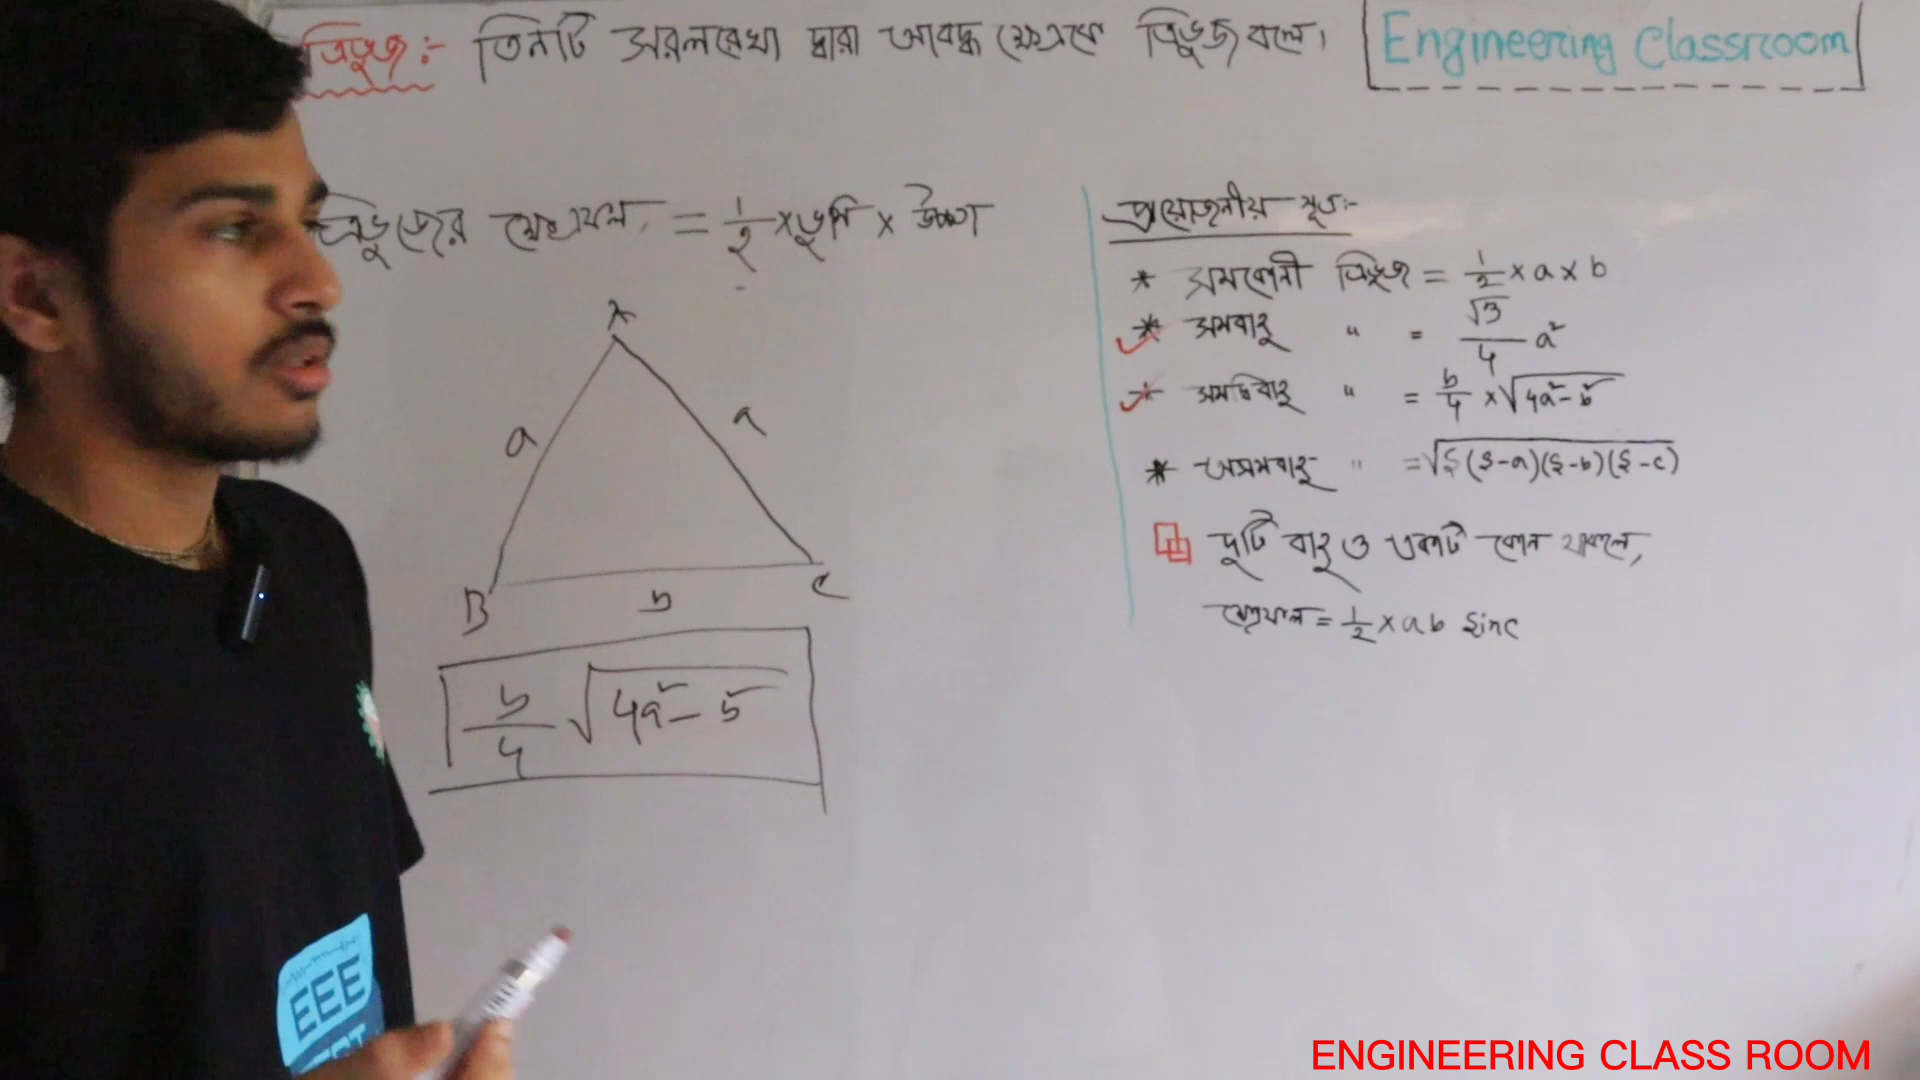 ত্রিভুজ:- তিনটি সরলরেখা দ্বারা আবদ্ধ ক্ষেত্রকে ত্রিভুজ বলে।
Engineering Classroom
ত্রিভুজের ক্ষেত্রফল, = 1/2 × ভূমি × উচ্চতা
A
a
a
B
b
C
b/4 √(4a² - b²)
প্রয়োজনীয় সূত্র:-
* সমকোনী ত্রিভুজ = 1/2 × a × b
* সমবাহু " = √3/4 a²
* সমদ্বিবাহু " = b/4 × √(4a² - b²)
* অসমবাহু " = √(s(s-a)(s-b)(s-c))
দুটি বাহু ও একটি কোন থাকলে,
ক্ষেত্রফল = 1/2 × ab sinc
EEE
ENGINEERING CLASS ROOM